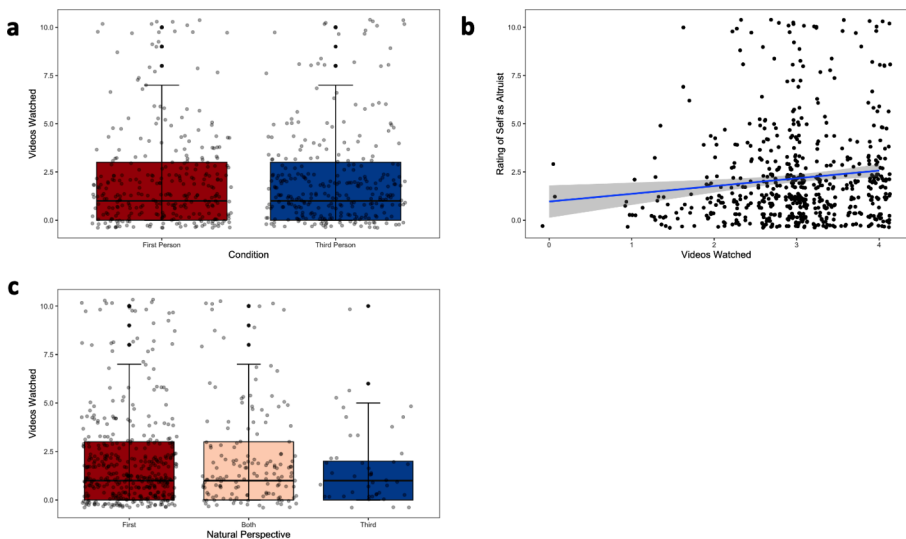 a
10.0
7.5
5.0
2.5
0.0
Videos Watched
First Person
Third Person
Condition
b
10.0
7.5
5.0
2.5
0.0
Rating of Self as Altruist
0
1
2
3
4
Videos Watched
c
10.0
7.5
5.0
2.5
0.0
Videos Watched
First
Both
Third
Natural Perspective